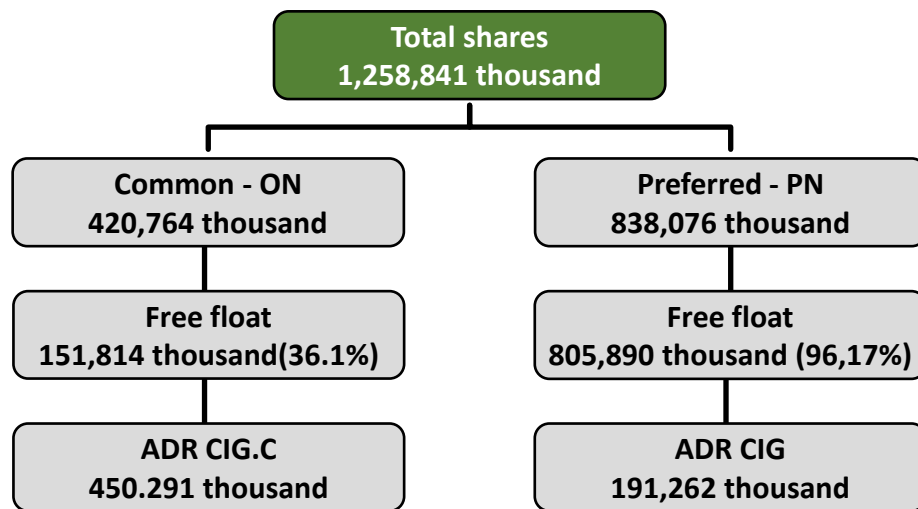 Total shares
1,258,841 thousand
Common - ON
420,764 thousand
Preferred - PN
838,076 thousand
Free float
151,814 thousand(36.1%)
Free float
805,890 thousand (96,17%)
ADR CIG.C
450.291 thousand
ADR CIG
191,262 thousand